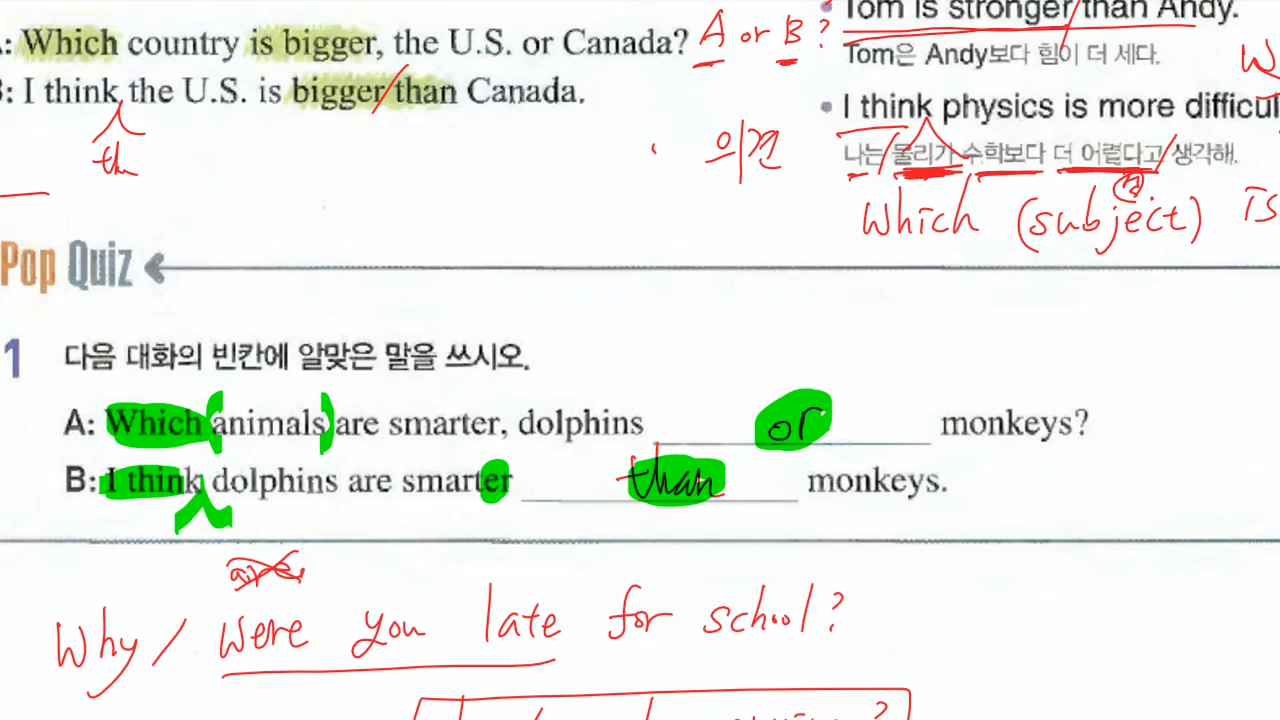 : Which country is bigger, the U.S. or Canada? A or B ?
: I think the U.S. is bigger / than Canada.
th
의견
Tom is stronger / than Andy.
Tom은 Andy보다 힘이 더 세다.
• I think physics is more difficul
나는 / 물리가 수학보다 더 어렵다고 / 생각해.
which (subject) is
Pop Quiz
1 다음 대화의 빈칸에 알맞은 말을 쓰시오.
A: Which (animals) are smarter, dolphins or monkeys?
B: I think dolphins are smarter than monkeys.
Why / were you late for school?